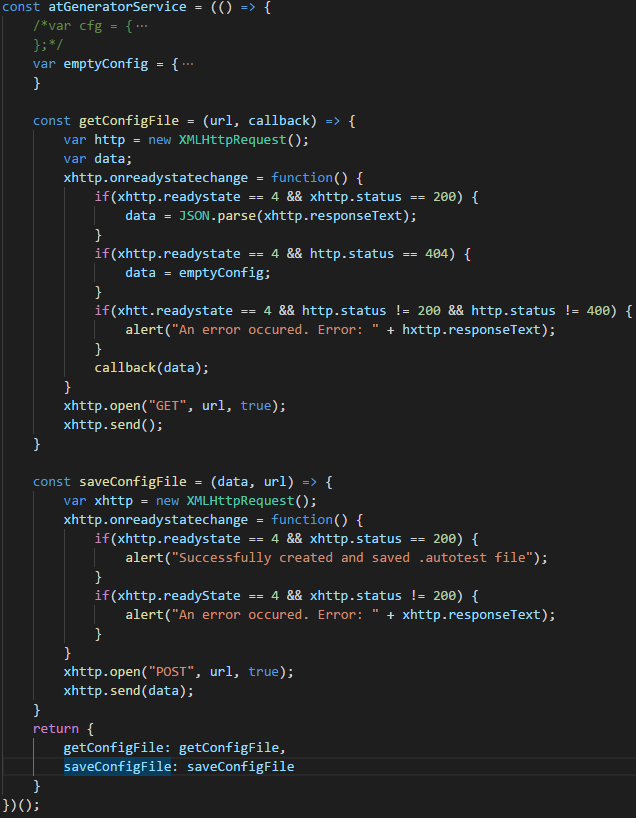 const atGeneratorService = (() => {
    /*var cfg = {⋯
    };*/
    var emptyConfig = {⋯
    }

    const getConfigFile = (url, callback) => {
        var http = new XMLHttpRequest();
        var data;
        xhttp.onreadystatechange = function() {
            if(xhttp.readystate == 4 && xhttp.status == 200) {
                data = JSON.parse(xhttp.responseText);
            }
            if(xhttp.readystate == 4 && http.status == 404) {
                data = emptyConfig;
            }
            if(xhtt.readystate == 4 && http.status != 200 && http.status != 400) {
                alert("An error occured. Error: " + hxttp.responseText);
            }
            callback(data);
        }
        xhttp.open("GET", url, true);
        xhttp.send();
    }

    const saveConfigFile = (data, url) => {
        var xhttp = new XMLHttpRequest();
        xhttp.onreadystatechange = function() {
            if(xhttp.readystate == 4 && xhttp.status == 200) {
                alert("Successfully created and saved .autotest file");
            }
            if(xhttp.readyState == 4 && xhttp.status != 200) {
                alert("An error occured. Error: " + xhttp.responseText);
            }
        }
        xhttp.open("POST", url, true);
        xhttp.send(data);
    }
    return {
        getConfigFile: getConfigFile,
        saveConfigFile: saveConfigFile
    }
})();